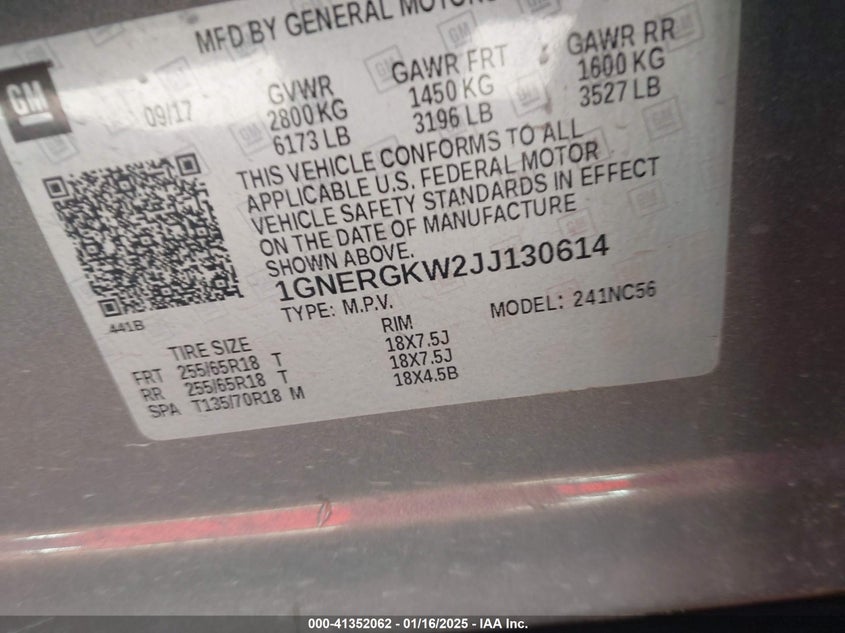 MFD BY GENERAL MOTORS
GM
09/17
GVWR
2800 KG
6173 LB
GAWR FRT
1450 KG
3196 LB
GAWR RR
1600 KG
3527 LB
THIS VEHICLE CONFORMS TO ALL
APPLICABLE U.S. FEDERAL MOTOR
VEHICLE SAFETY STANDARDS IN EFFECT
ON THE DATE OF MANUFACTURE
SHOWN ABOVE.
1GNERGKW2JJ130614
TYPE: M.P.V.
MODEL: 241NC56
441B
TIRE SIZE RIM
FRT 255/65R18 T 18X7.5J
RR 255/65R18 T 18X7.5J
SPA T135/70R18 M 18X4.5B
000-41352062 - 01/16/2025 - IAA Inc.